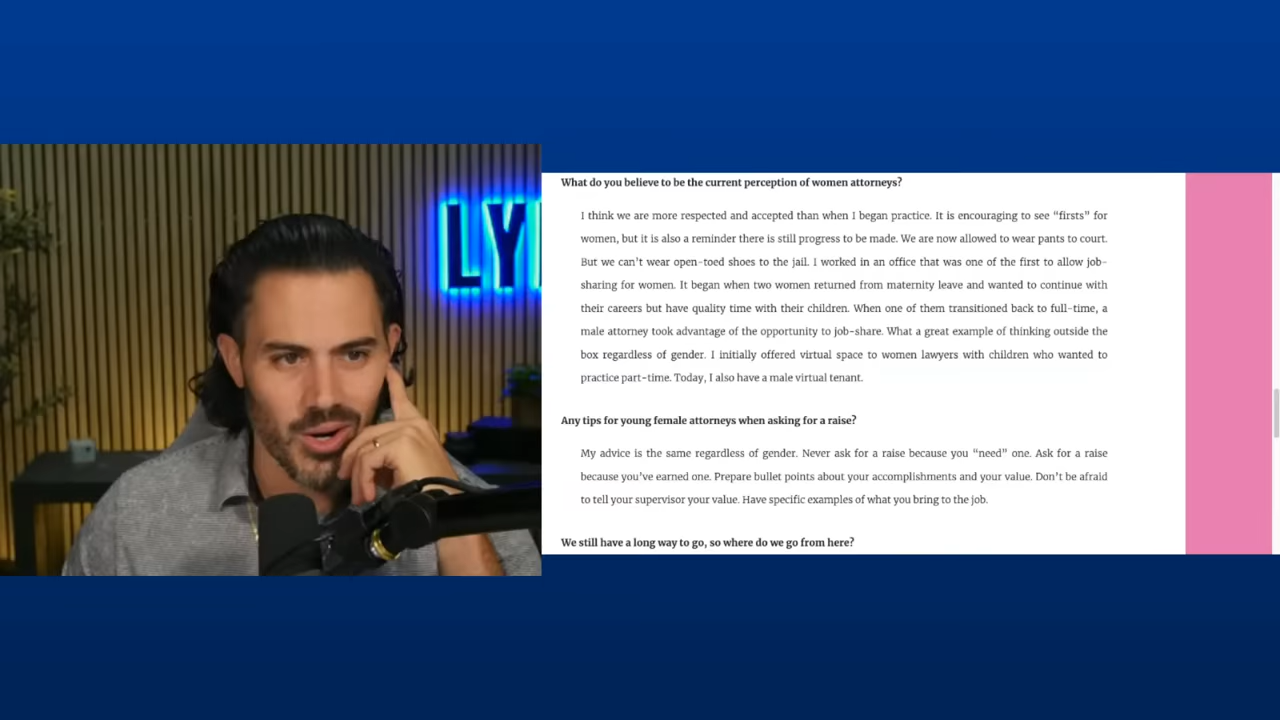 LY
What do you believe to be the current perception of women attorneys?
I think we are more respected and accepted than when I began practice. It is encouraging to see “firsts” for
women, but it is also a reminder there is still progress to be made. We are now allowed to wear pants to court.
But we can’t wear open-toed shoes to the jail. I worked in an office that was one of the first to allow job-
sharing for women. It began when two women returned from maternity leave and wanted to continue with
their careers but have quality time with their children. When one of them transitioned back to full-time, a
male attorney took advantage of the opportunity to job-share. What a great example of thinking outside the
box regardless of gender. I initially offered virtual space to women lawyers with children who wanted to
practice part-time. Today, I also have a male virtual tenant.
Any tips for young female attorneys when asking for a raise?
My advice is the same regardless of gender. Never ask for a raise because you “need” one. Ask for a raise
because you’ve earned one. Prepare bullet points about your accomplishments and your value. Don’t be afraid
to tell your supervisor your value. Have specific examples of what you bring to the job.
We still have a long way to go, so where do we go from here?